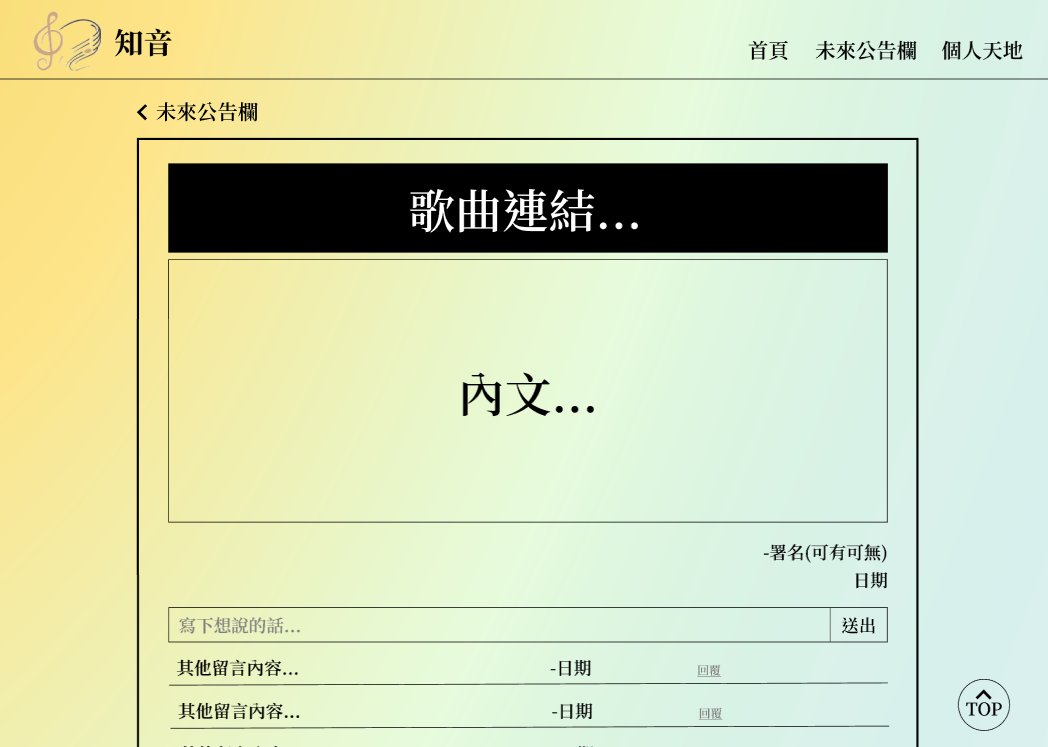 知音
首頁 未來公告欄 個人天地
未來公告欄
歌曲連結...
內文...
-署名(可有可無)
日期
寫下想說的話... 送出
其他留言內容... -日期 回覆
其他留言內容... -日期 回覆
TOP